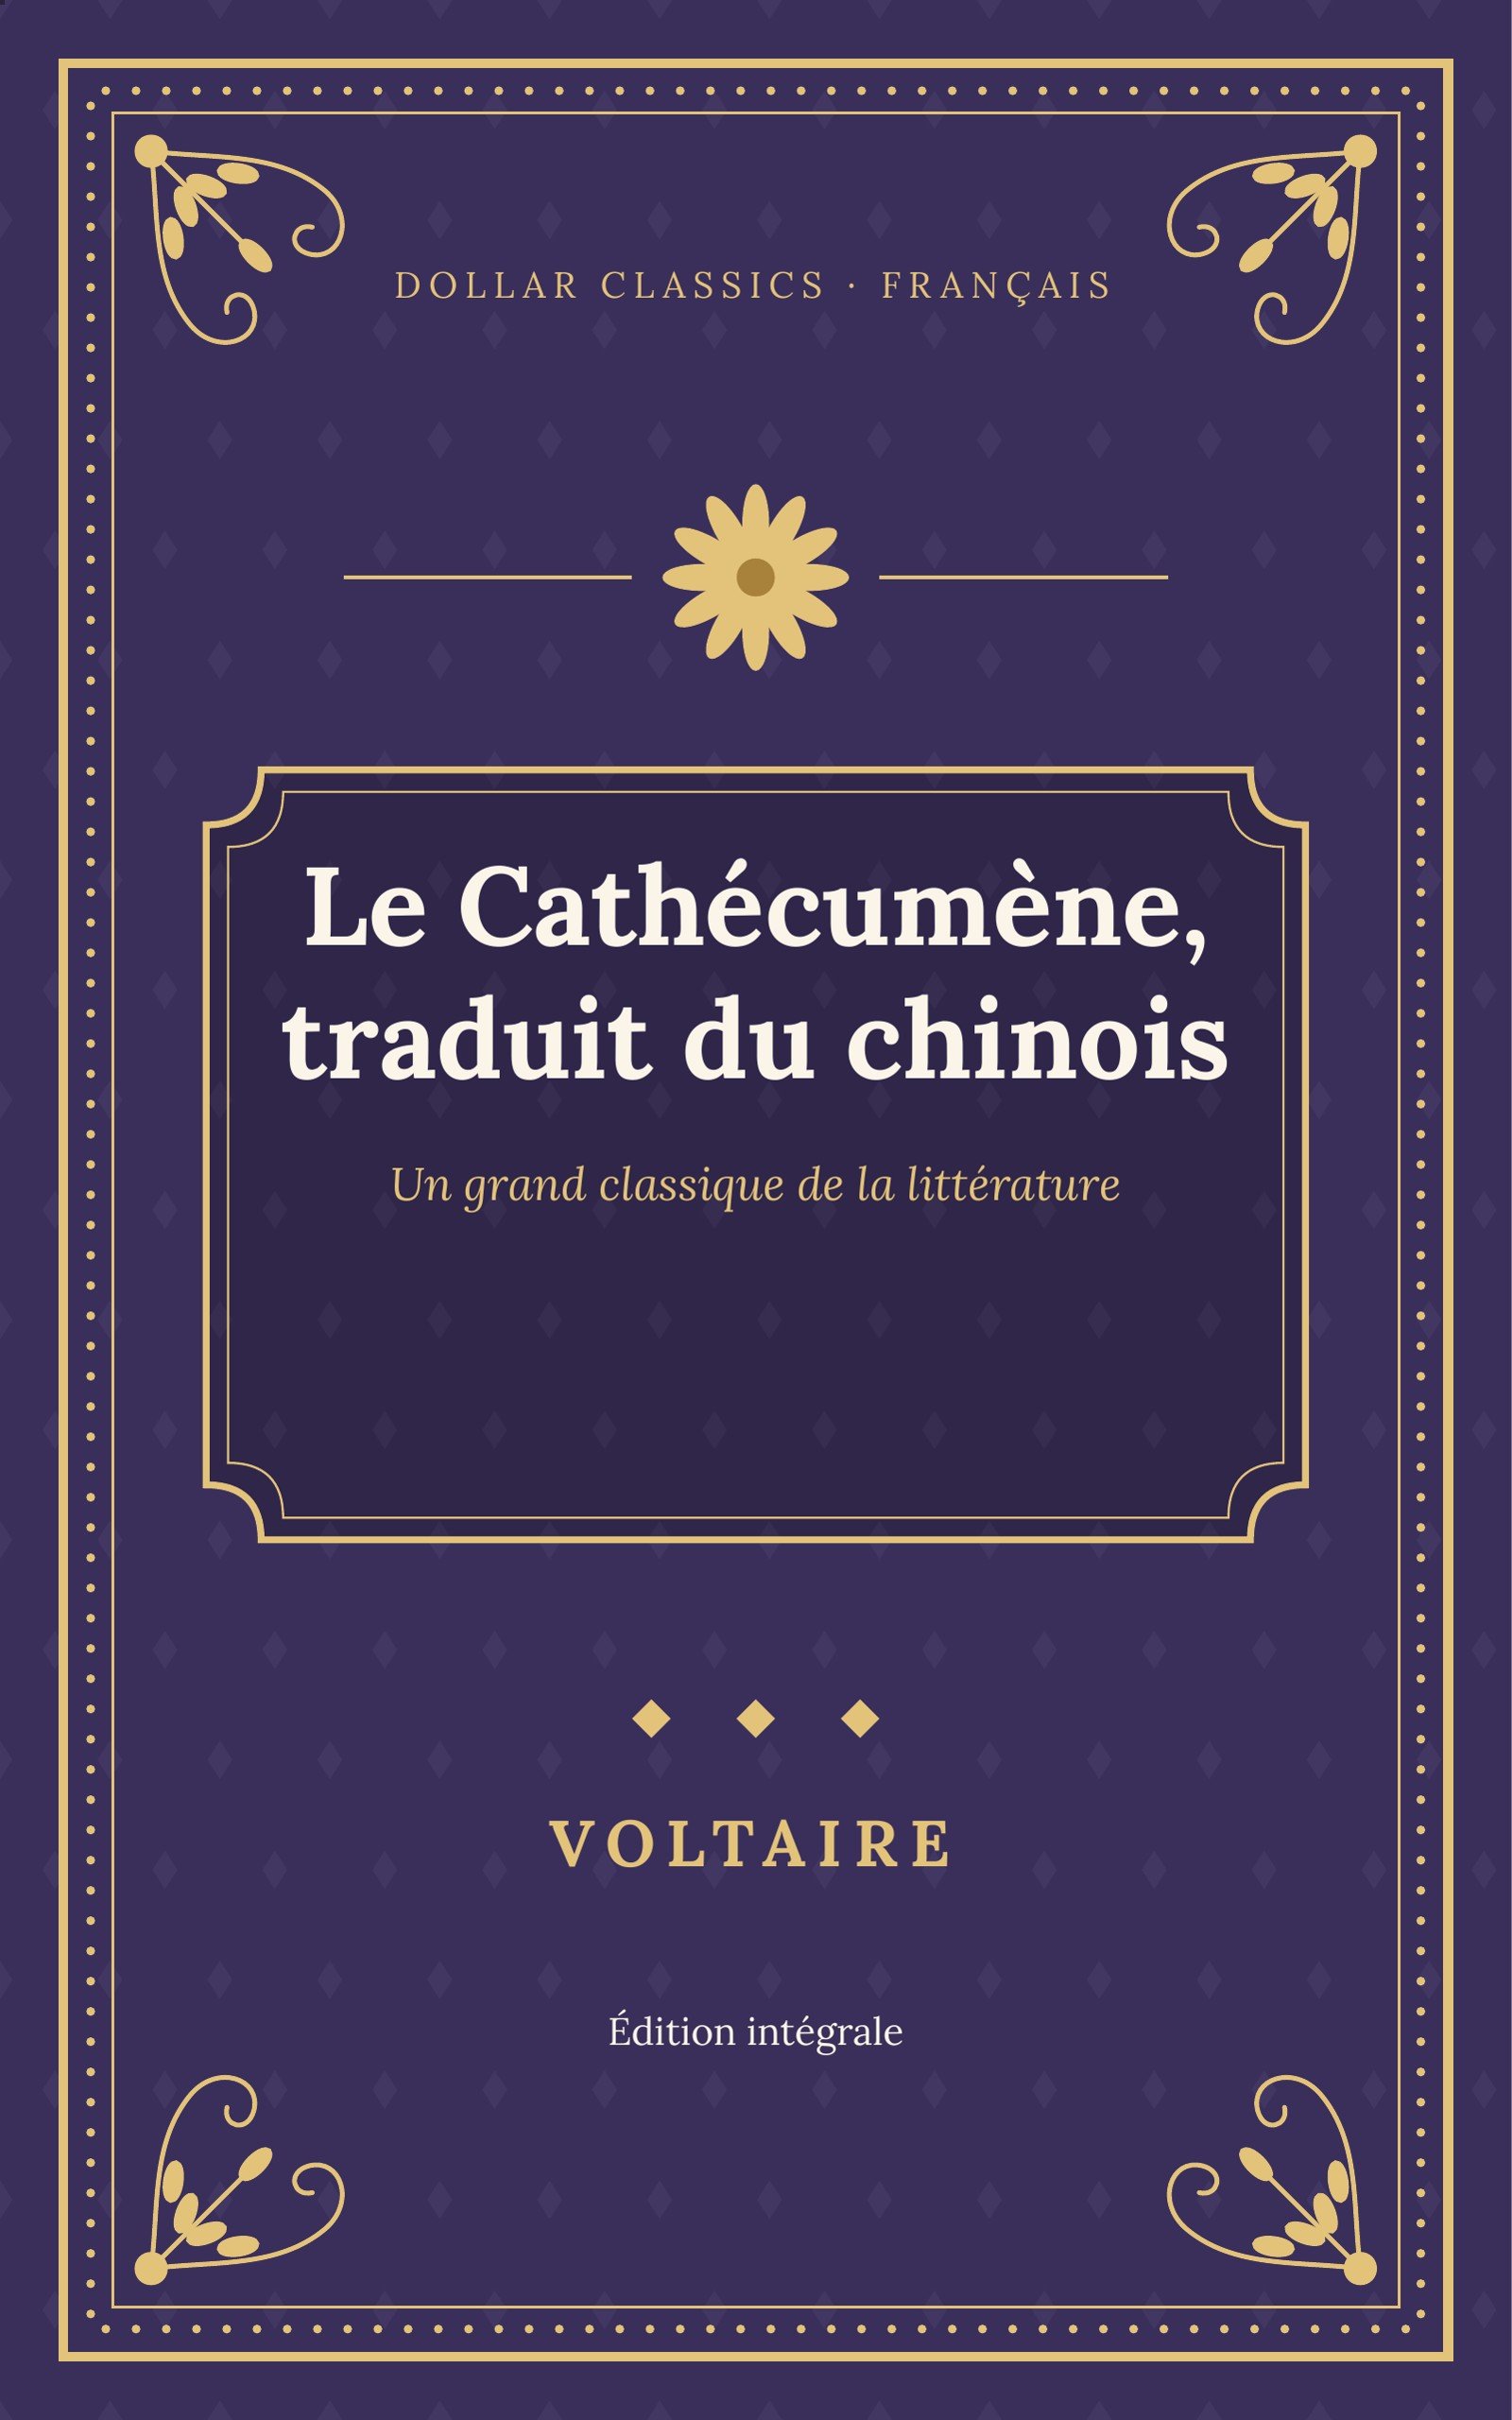 DOLLAR CLASSICS · FRANÇAIS
Le Cathécumène,
traduit du chinois
Un grand classique de la littérature
VOLTAIRE
Édition intégrale